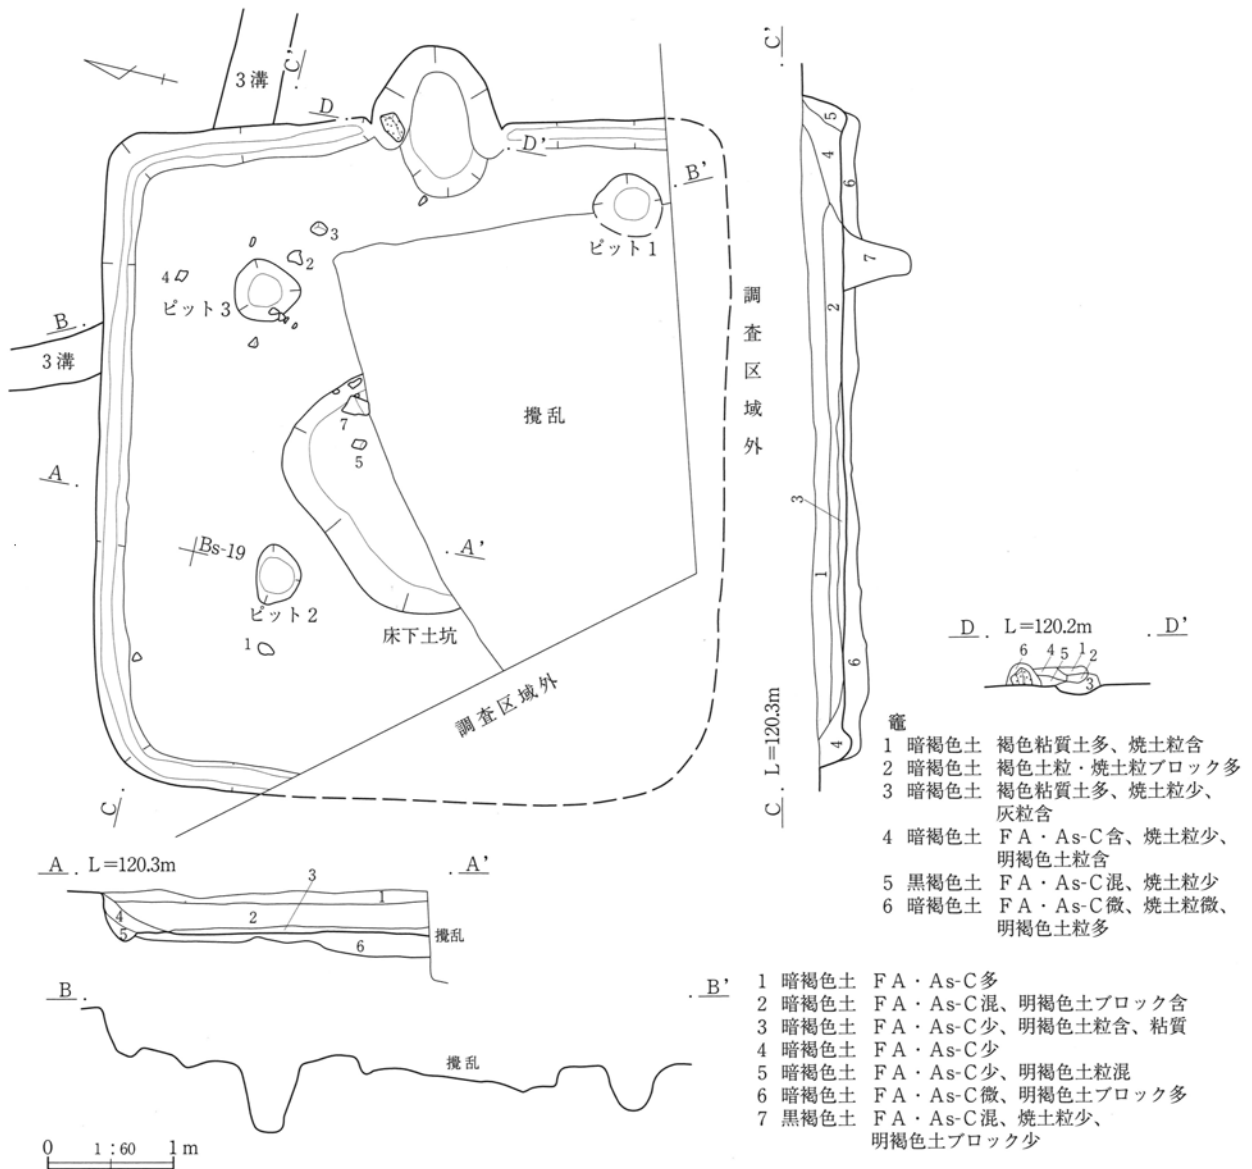 3溝
C'
C'
D
D'
B'
ピット1
3
2
4
ピット3
B
3溝
調査区域外
攪乱
7
5
A
Bs-19
A'
ピット2
床下土坑
1
調査区域外
C
5
4
6
7
2
3
1
6
4
C L=120.3m
D L=120.2m D'
6 4 5 1 2
3
竈
1 暗褐色土 褐色粘質土多、焼土粒含
2 暗褐色土 褐色土粒・焼土粒ブロック多
3 暗褐色土 褐色粘質土多、焼土粒少、
灰粒含
4 暗褐色土 FA・As-C含、焼土粒少、
明褐色土粒含
5 黒褐色土 FA・As-C混、焼土粒少
6 暗褐色土 FA・As-C微、焼土粒微、
明褐色土粒多
A L=120.3m A'
3
1
4 2
5
6
攪乱
B B'
攪乱
1 暗褐色土 FA・As-C多
2 暗褐色土 FA・As-C混、明褐色土ブロック含
3 暗褐色土 FA・As-C少、明褐色土粒含、粘質
4 暗褐色土 FA・As-C少
5 暗褐色土 FA・As-C少、明褐色土粒混
6 暗褐色土 FA・As-C微、明褐色土ブロック多
7 黒褐色土 FA・As-C混、焼土粒少、
明褐色土ブロック少
0 1:60 1m